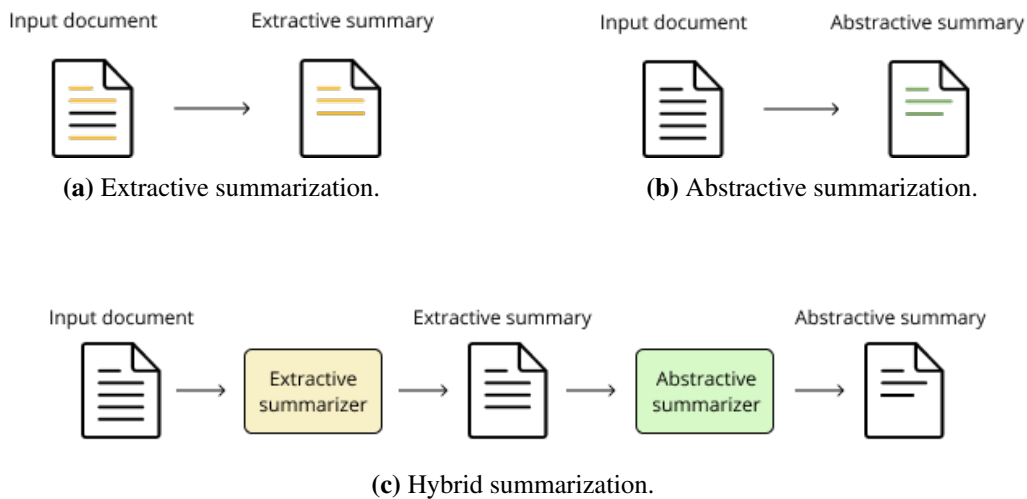 Input document
Extractive summary
Input document
Abstractive summary
(a) Extractive summarization.
(b) Abstractive summarization.
Input document
Extractive summary
Abstractive summary
Extractive
summarizer
Abstractive
summarizer
(c) Hybrid summarization.